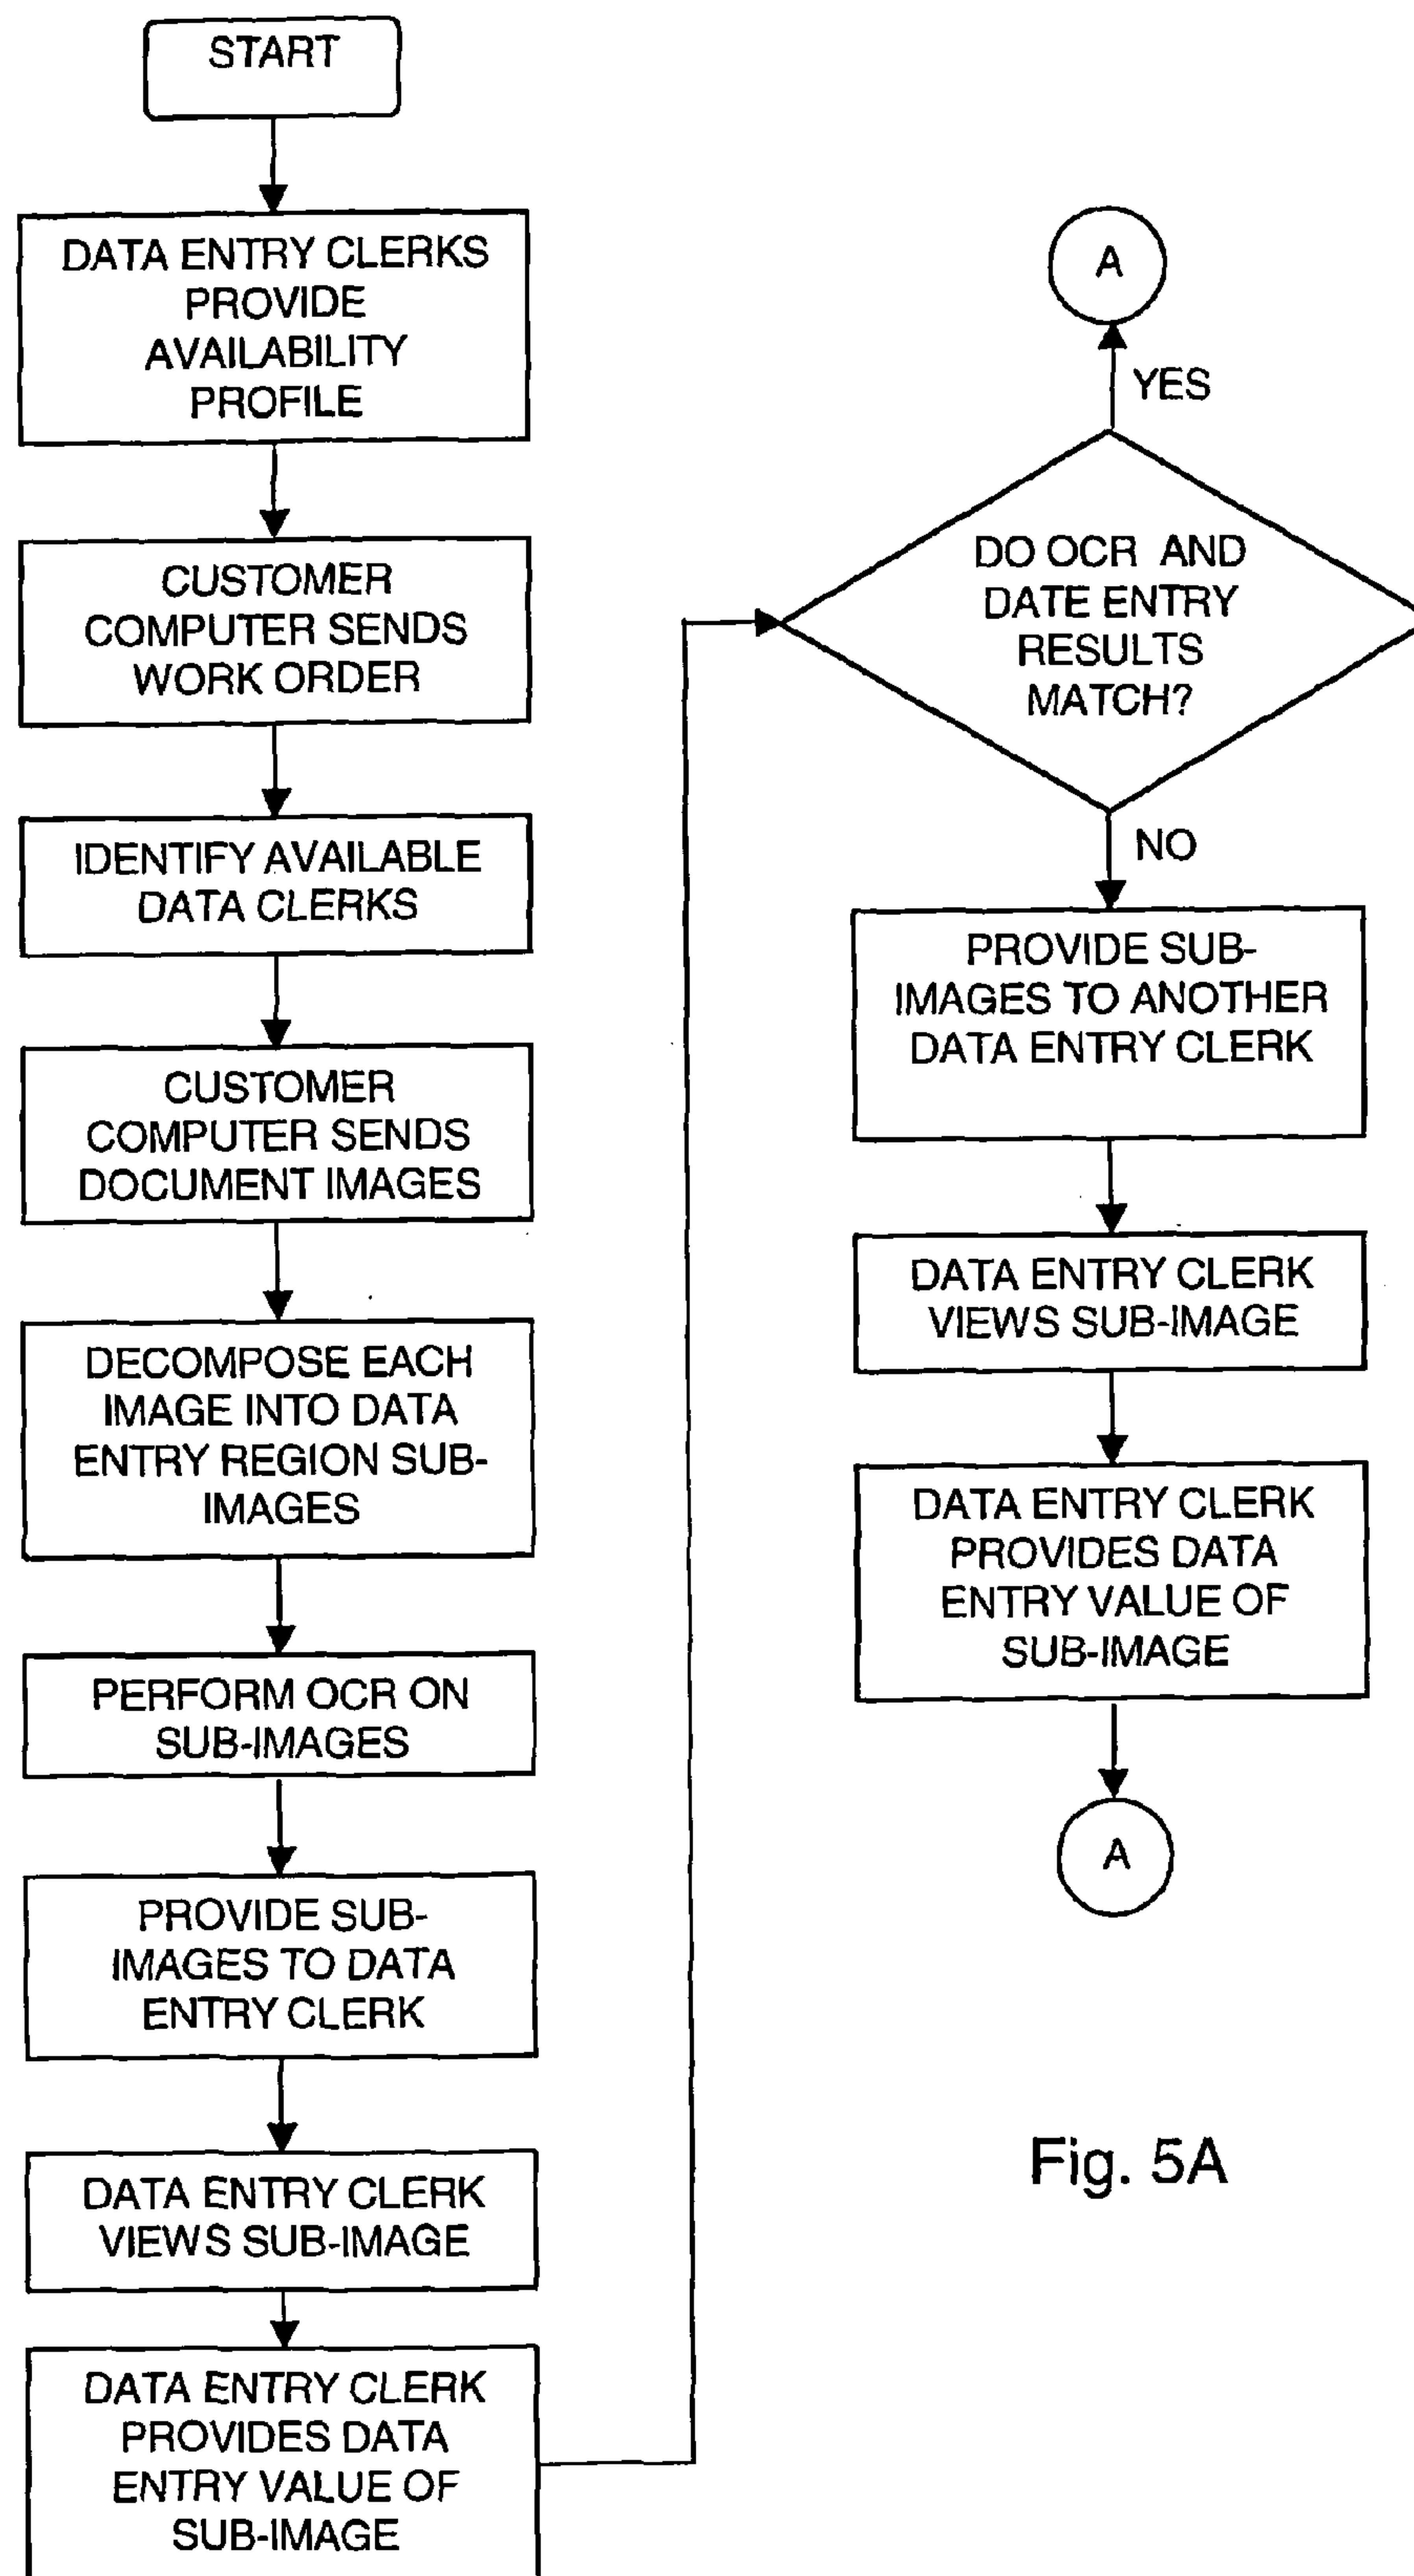 START
DATA ENTRY CLERKS
PROVIDE
AVAILABILITY
PROFILE
CUSTOMER
COMPUTER SENDS
WORK ORDER
IDENTIFY AVAILABLE
DATA CLERKS
CUSTOMER
COMPUTER SENDS
DOCUMENT IMAGES
DECOMPOSE EACH
IMAGE INTO DATA
ENTRY REGION SUB-
IMAGES
PERFORM OCR ON
SUB-IMAGES
PROVIDE SUB-
IMAGES TO DATA
ENTRY CLERK
DATA ENTRY CLERK
VIEWS SUB-IMAGE
DATA ENTRY CLERK
PROVIDES DATA
ENTRY VALUE OF
SUB-IMAGE
A
YES
DO OCR AND
DATE ENTRY
RESULTS
MATCH?
NO
PROVIDE SUB-
IMAGES TO ANOTHER
DATA ENTRY CLERK
DATA ENTRY CLERK
VIEWS SUB-IMAGE
DATA ENTRY CLERK
PROVIDES DATA
ENTRY VALUE OF
SUB-IMAGE
A
Fig. 5A